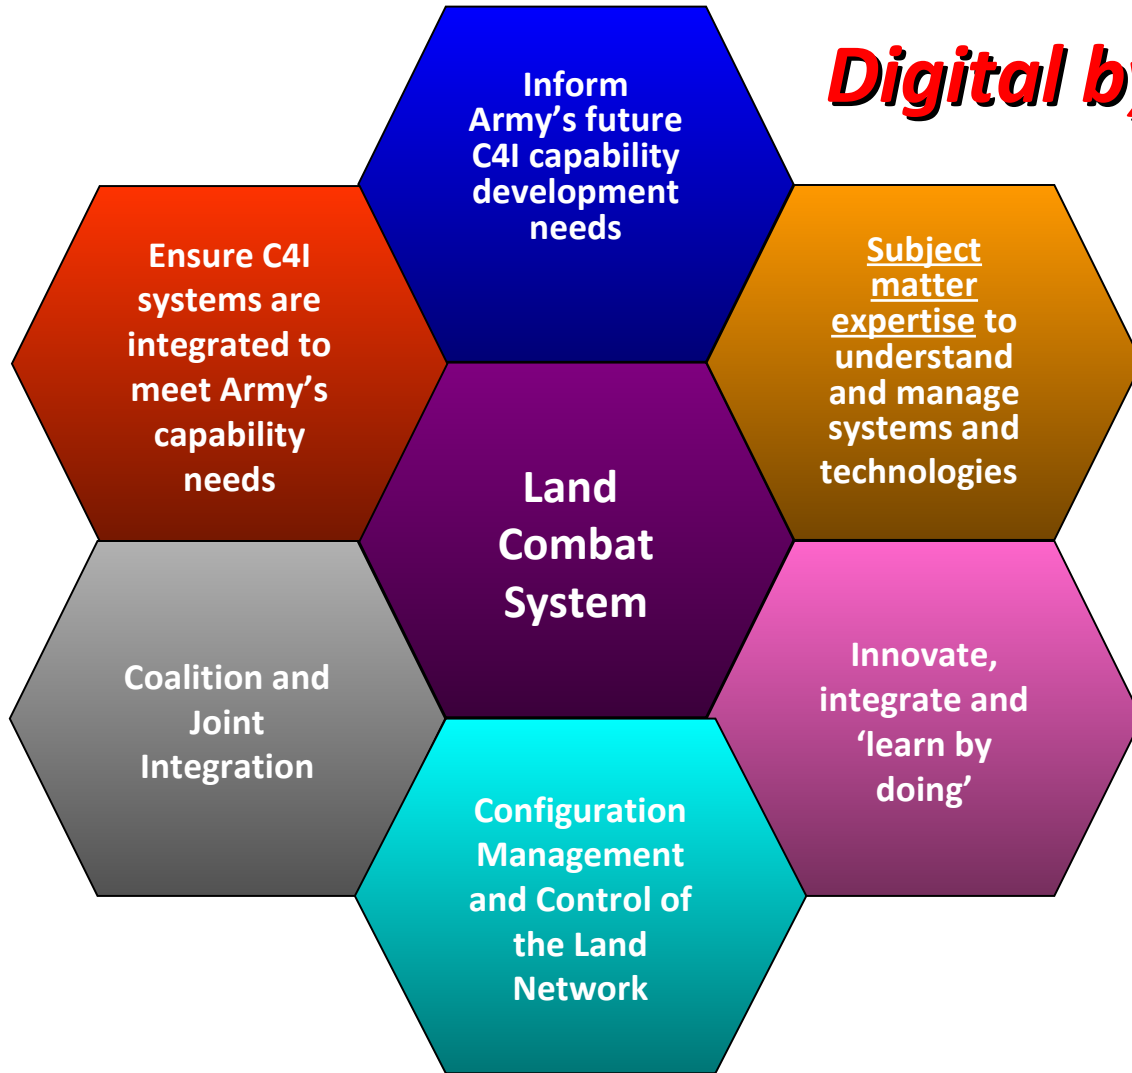 Digital by
Inform
Army’s future
C4I capability
development
needs
Ensure C4I
systems are
integrated to
meet Army’s
capability
needs
Subject
matter
expertise to
understand
and manage
systems and
technologies
Land
Combat
System
Coalition and
Joint
Integration
Innovate,
integrate and
‘learn by
doing’
Configuration
Management
and Control of
the Land
Network